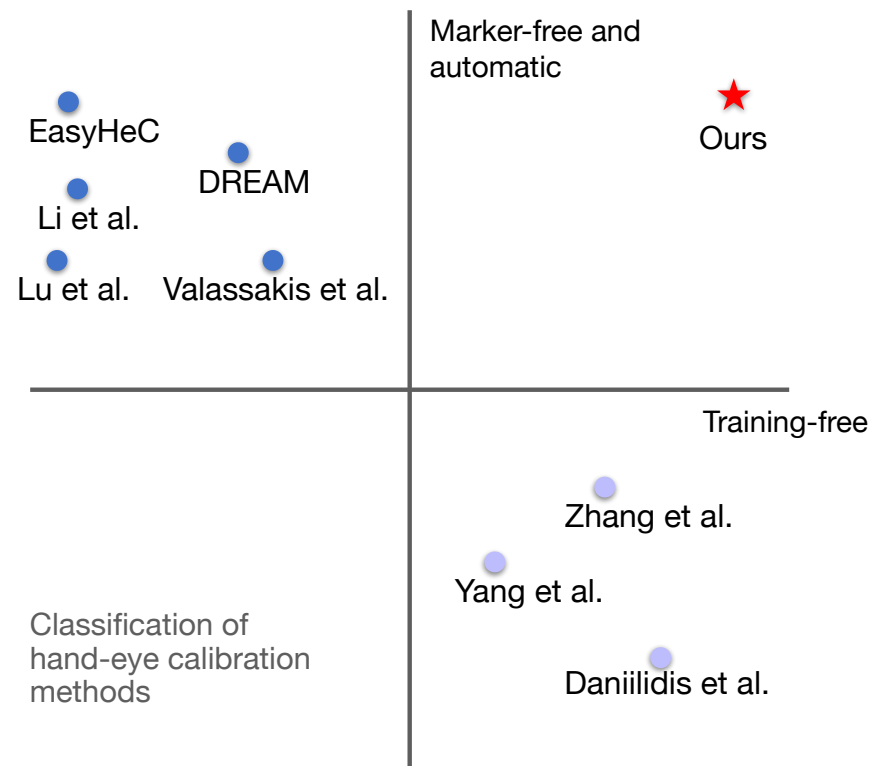 Marker-free and
automatic
EasyHeC
Ours
DREAM
Li et al.
Lu et al.
Valassakis et al.
Training-free
Zhang et al.
Yang et al.
Classification of
hand-eye calibration
methods
Daniilidis et al.